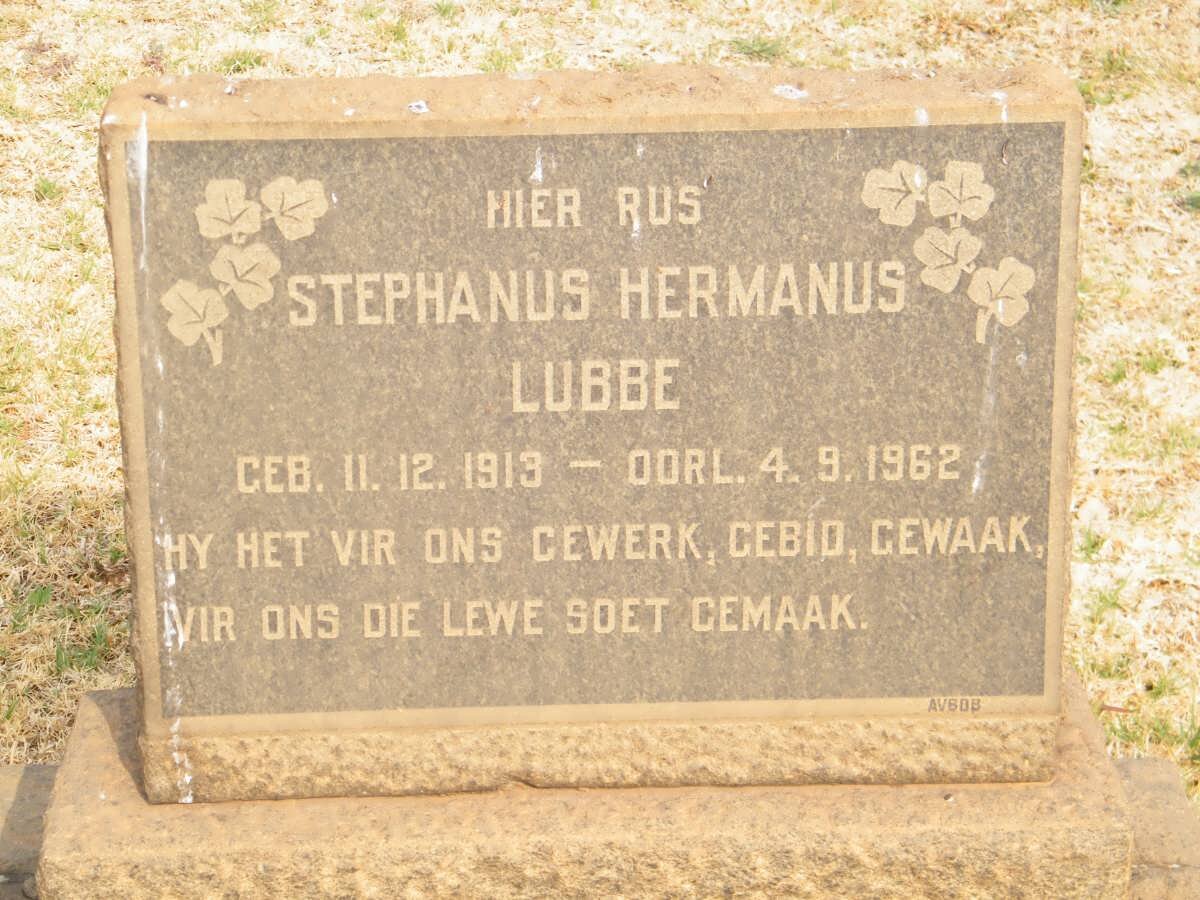 HIER RUS
STEPHANUS HERMANUS
LUBBE
GEB. 11. 12. 1913 – OORL. 4. 9. 1962
HY HET VIR ONS GEWERK, GEBID, GEWAAK,
VIR ONS DIE LEWE SOET GEMAAK.
AVBOB